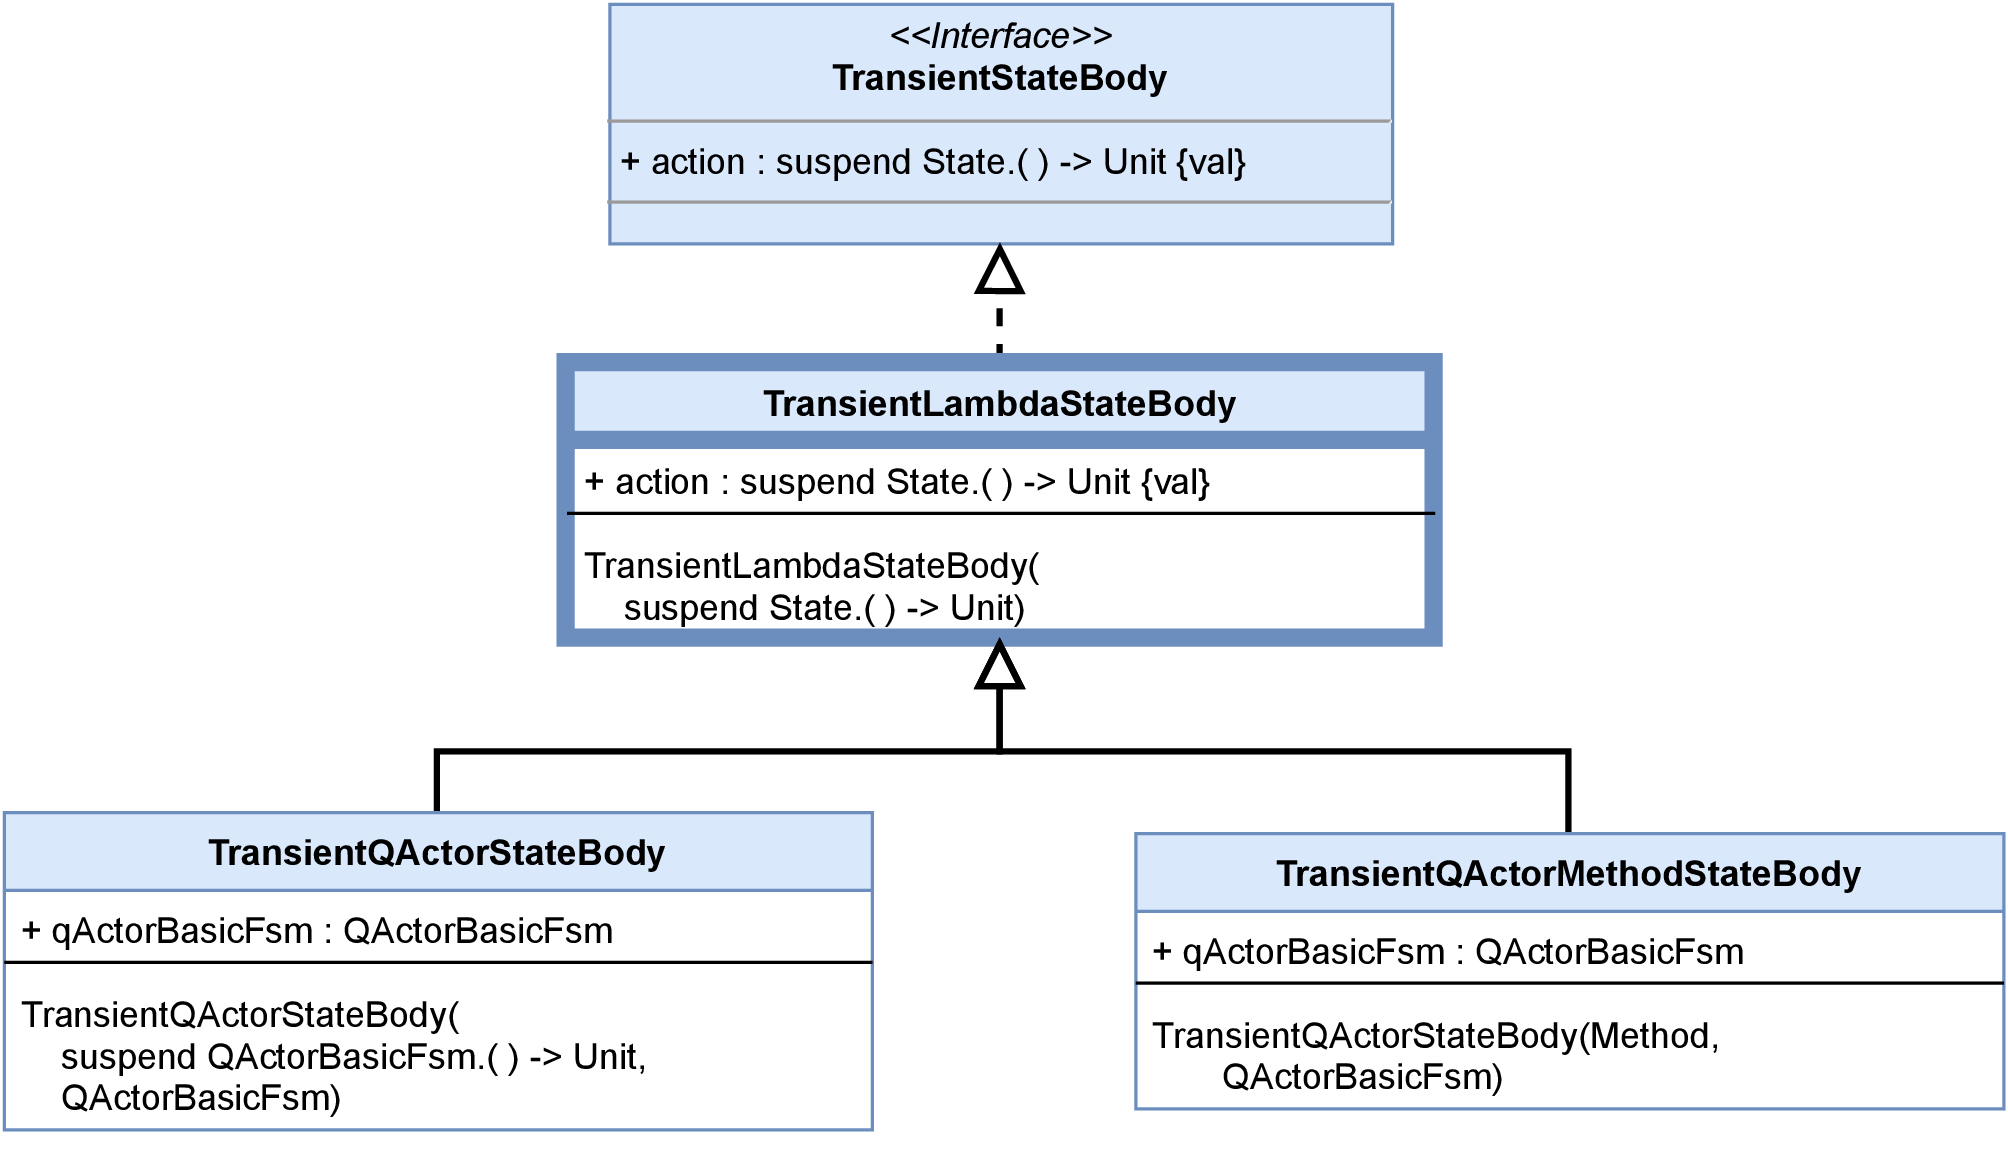 <<Interface>>
TransientStateBody
+ action : suspend State.( ) -> Unit {val}
TransientLambdaStateBody
+ action : suspend State.( ) -> Unit {val}
TransientLambdaStateBody(
suspend State.( ) -> Unit)
TransientQActorStateBody
+ qActorBasicFsm : QActorBasicFsm
TransientQActorStateBody(
suspend QActorBasicFsm.( ) -> Unit,
QActorBasicFsm)
TransientQActorMethodStateBody
+ qActorBasicFsm : QActorBasicFsm
TransientQActorStateBody(Method,
QActorBasicFsm)